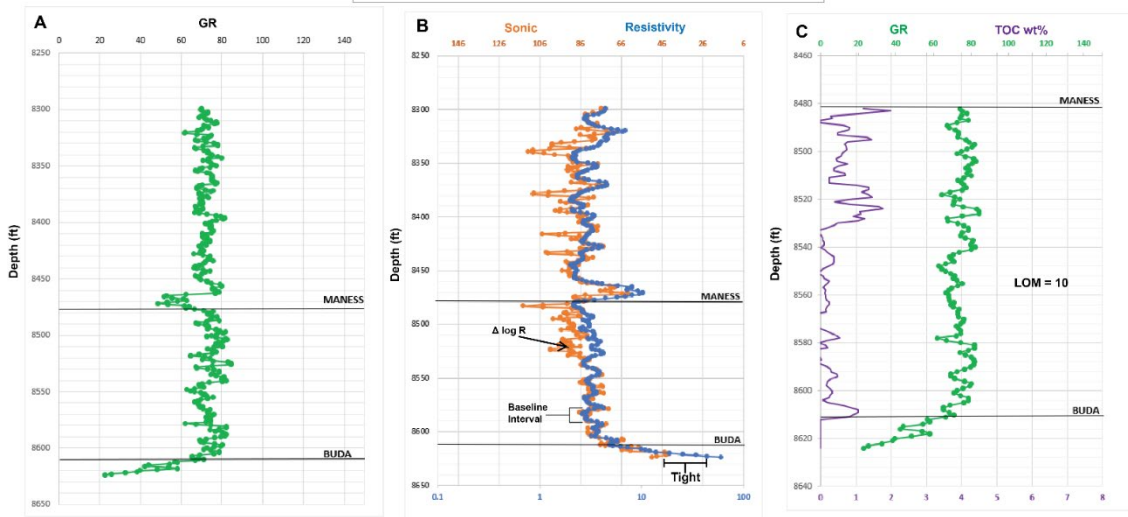 A
GR
0 20 40 60 80 100 120 140
Depth (ft)
8250
8300
8350
8400
8450
8500
8550
8600
8650
MANESS
BUDA
B
Sonic Resistivity
146 126 106 86 66 46 26 6
Depth (ft)
8250
8300
8350
8400
8450
8500
8550
8600
8650
MANESS
Δ log R
Baseline
Interval
BUDA
Tight
0.1 1 10 100
C
GR TOC wt%
0 20 40 60 80 100 120 140
Depth (ft)
8460
8480
8500
8520
8540
8560
8580
8600
8620
8640
MANESS
LOM = 10
BUDA
0 1 2 3 4 5 6 7 8